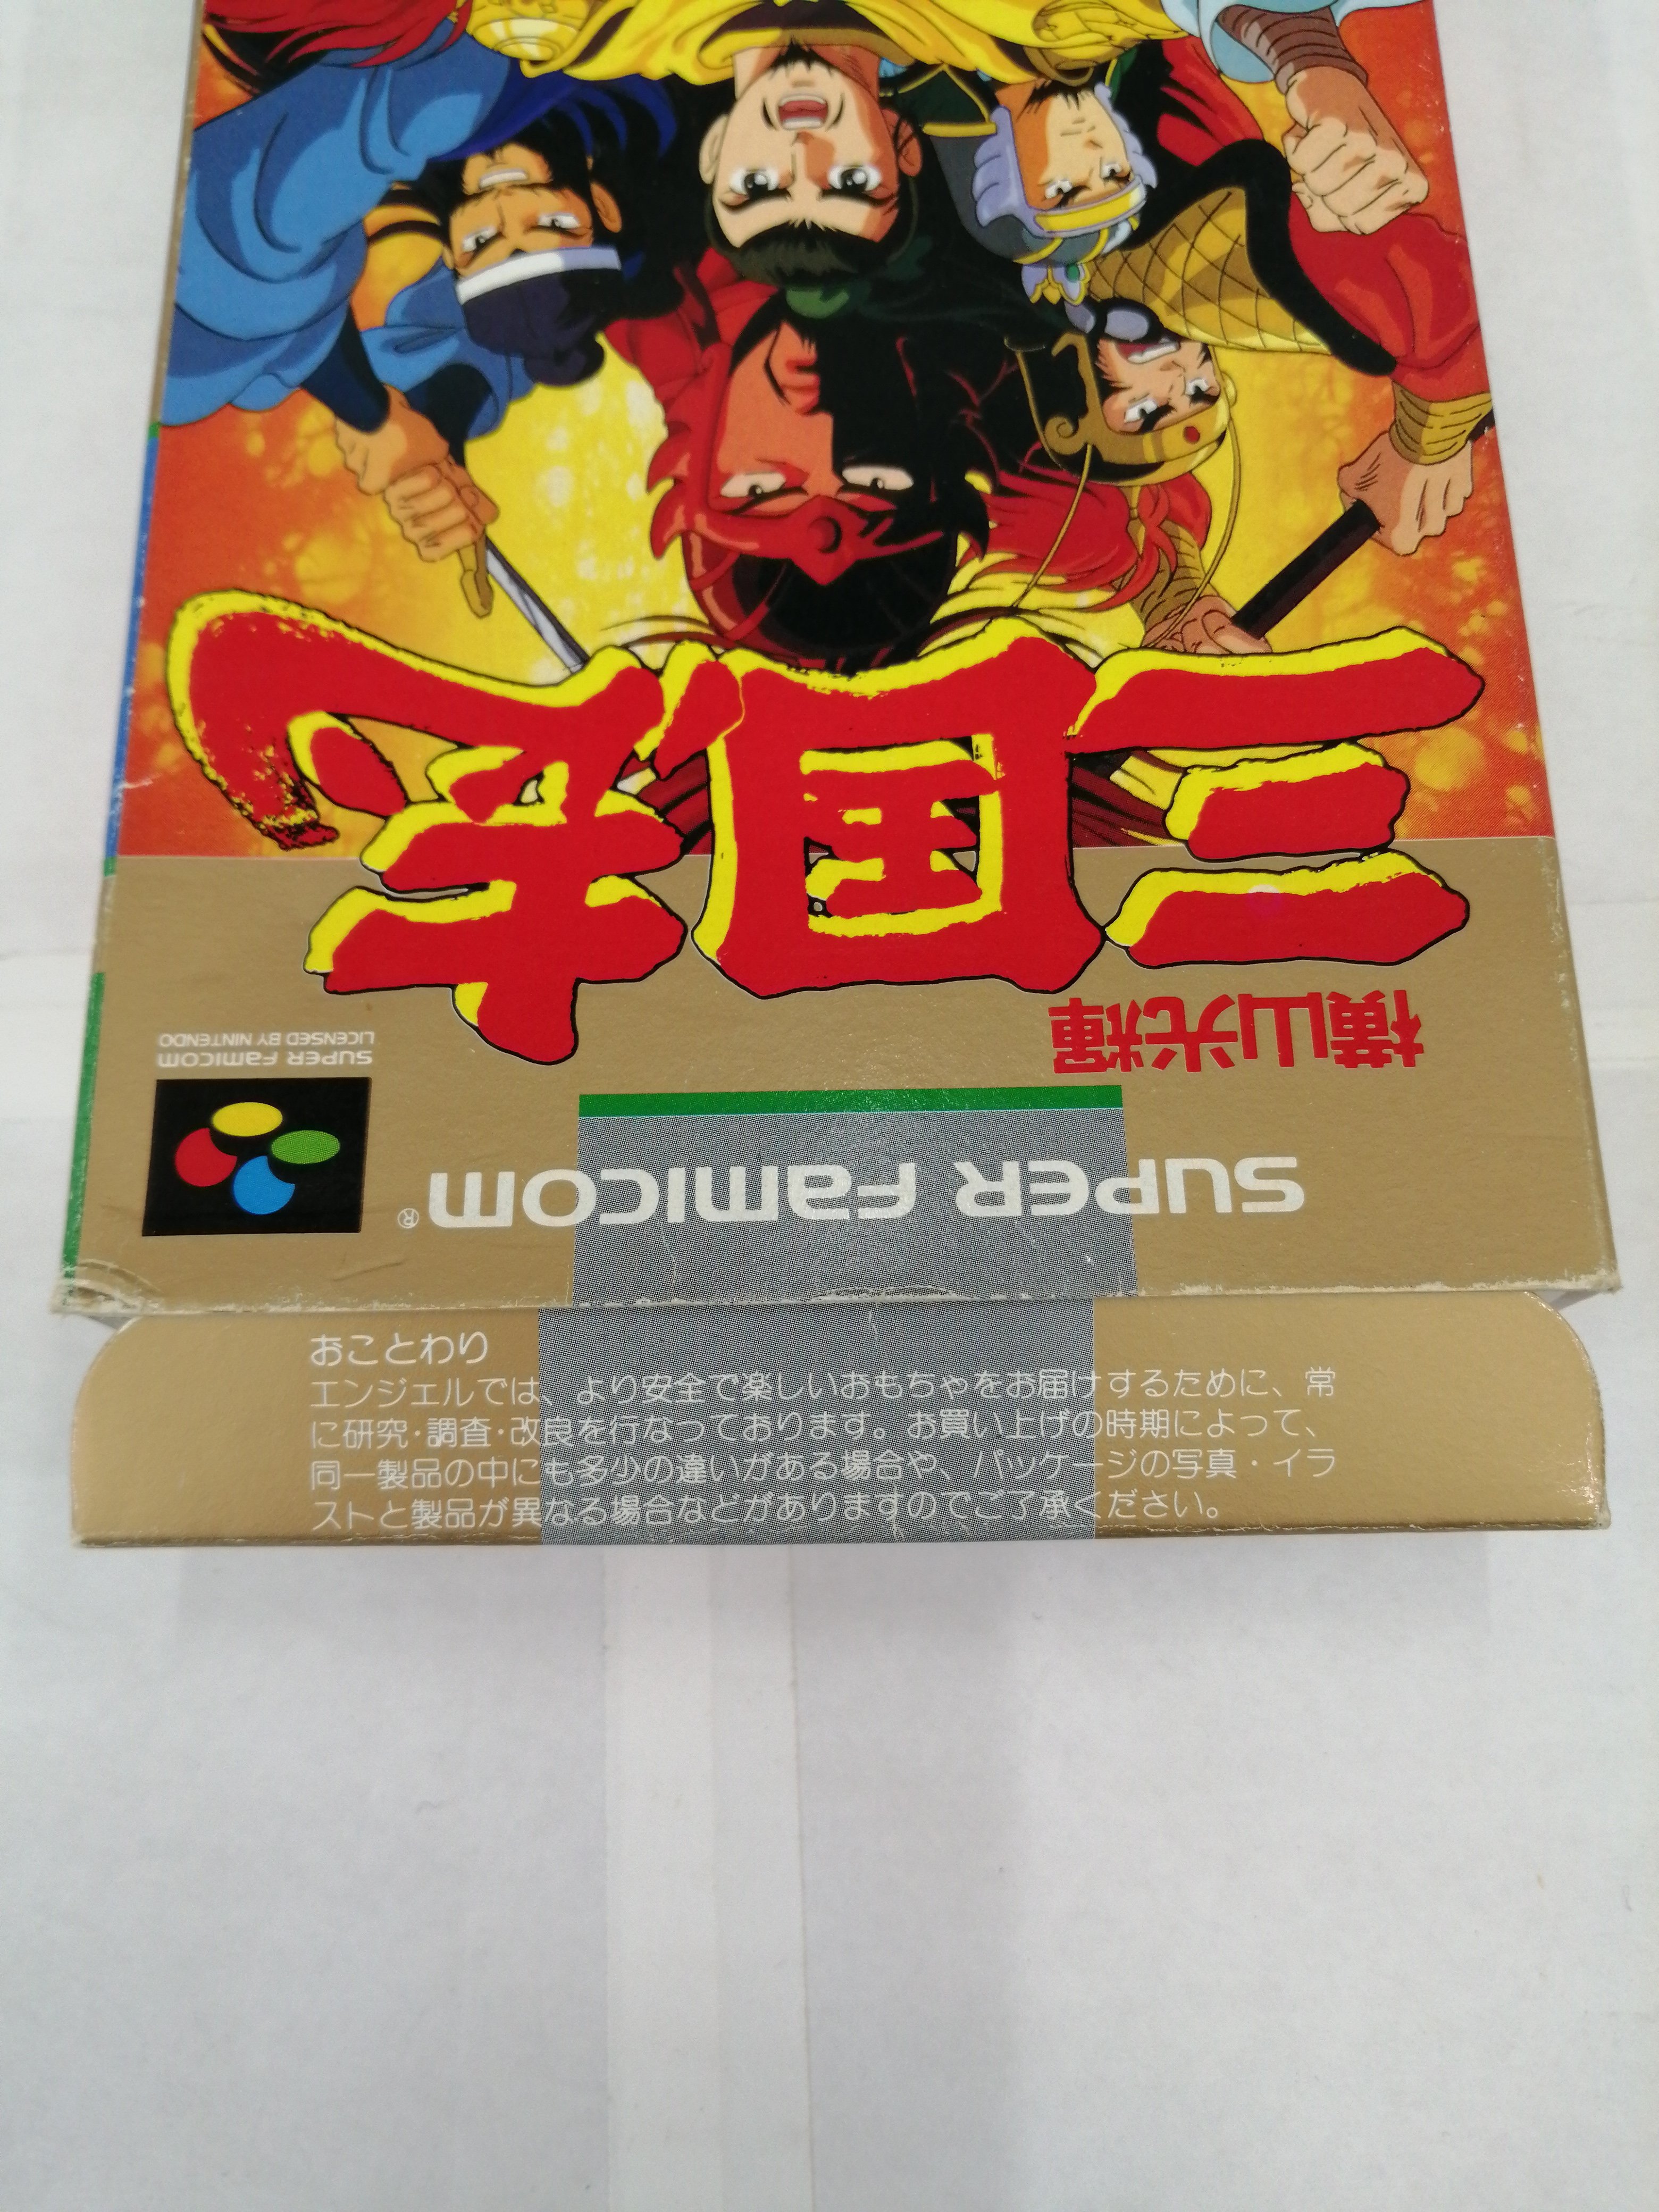 SUPER Famicom®
SUPER Famicom
LICENSED BY NINTENDO
横山光輝
三国志
おことわり
エンジェルでは、より安全で楽しいおもちゃをお届けするために、常
に研究・調査・改良を行なっております。お買い上げの時期によって、
同一製品の中にも多少の違いがある場合や、パッケージの写真・イラ
ストと製品が異なる場合などがありますのでご了承ください。